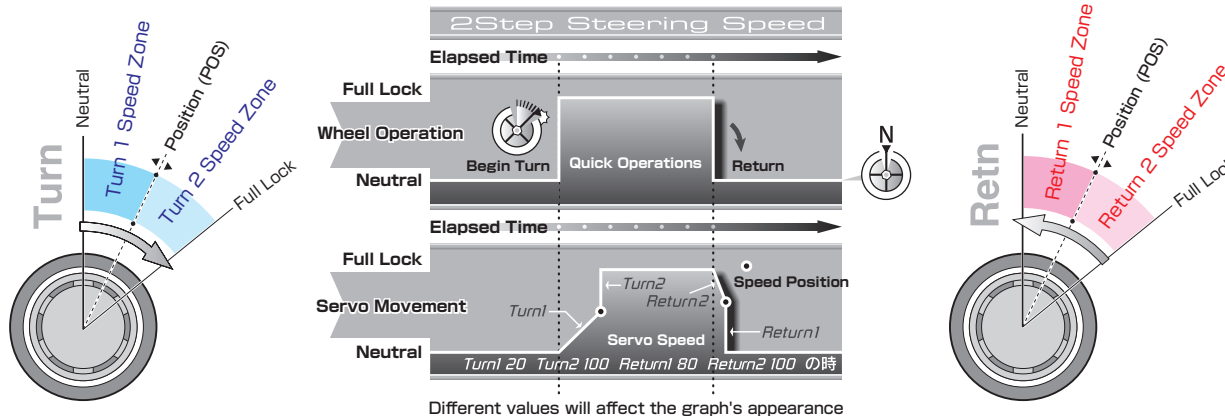 Turn
Neutral
Turn 1 Speed Zone
Position (POS)
Turn 2 Speed Zone
Full Lock
2Step Steering Speed
Elapsed Time
Full Lock
Wheel Operation
Begin Turn
Quick Operations
Return
Neutral
N
Elapsed Time
Full Lock
Servo Movement
Turn1
Turn2
Return2
Speed Position
Return1
Servo Speed
Neutral
Turn1 20 Turn2 100 Return1 80 Return2 100 の時
Different values will affect the graph's appearance
Retn
Neutral
Return 1 Speed Zone
Position (POS)
Return 2 Speed Zone
Full Lock